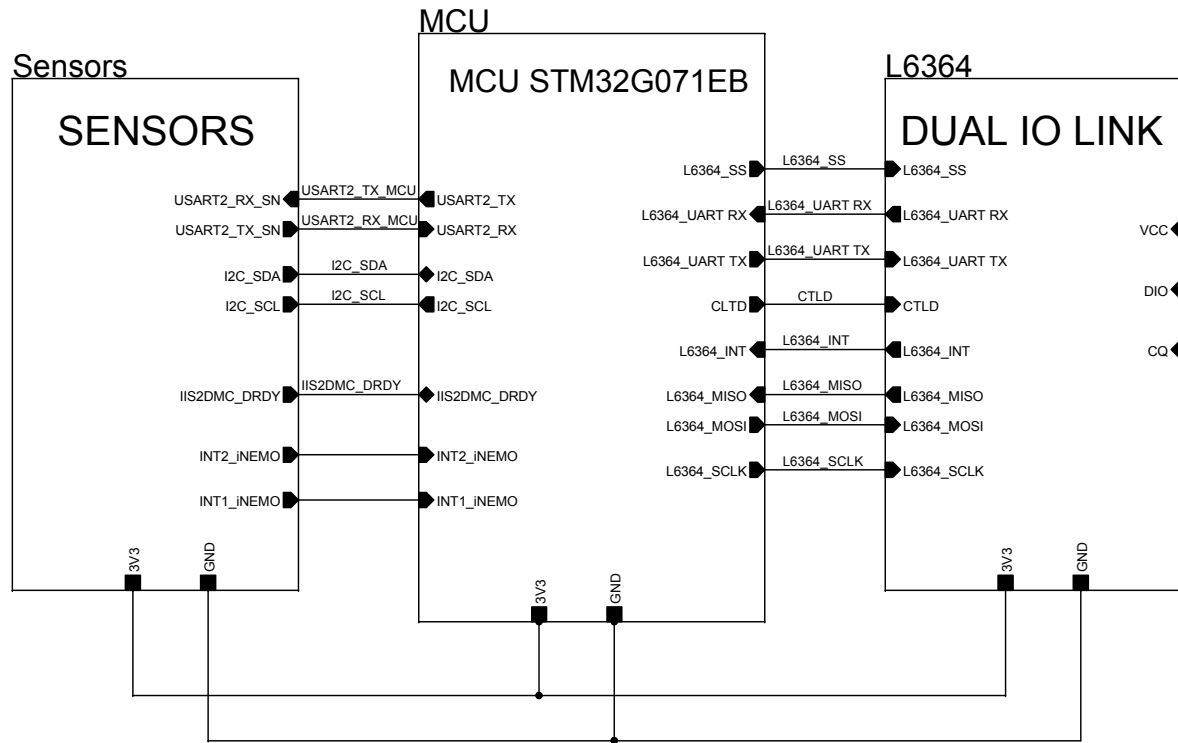 Sensors
SENSORS
USART2_RX_SN
USART2_TX_SN
I2C_SDA
I2C_SCL
IIS2DMC_DRDY
INT2_iNEMO
INT1_iNEMO
3V3
GND
USART2_TX_MCU
USART2_RX_MCU
I2C_SDA
I2C_SCL
IIS2DMC_DRDY
MCU
MCU STM32G071EB
USART2_TX
USART2_RX
I2C_SDA
I2C_SCL
IIS2DMC_DRDY
INT2_iNEMO
INT1_iNEMO
L6364_SS
L6364_UART RX
L6364_UART TX
CLTD
L6364_INT
L6364_MISO
L6364_MOSI
L6364_SCLK
3V3
GND
L6364_SS
L6364_UART RX
L6364_UART TX
CTLD
L6364_INT
L6364_MISO
L6364_MOSI
L6364_SCLK
L6364
DUAL IO LINK
L6364_SS
L6364_UART RX
L6364_UART TX
CTLD
L6364_INT
L6364_MISO
L6364_MOSI
L6364_SCLK
VCC
DIO
CQ
3V3
GND